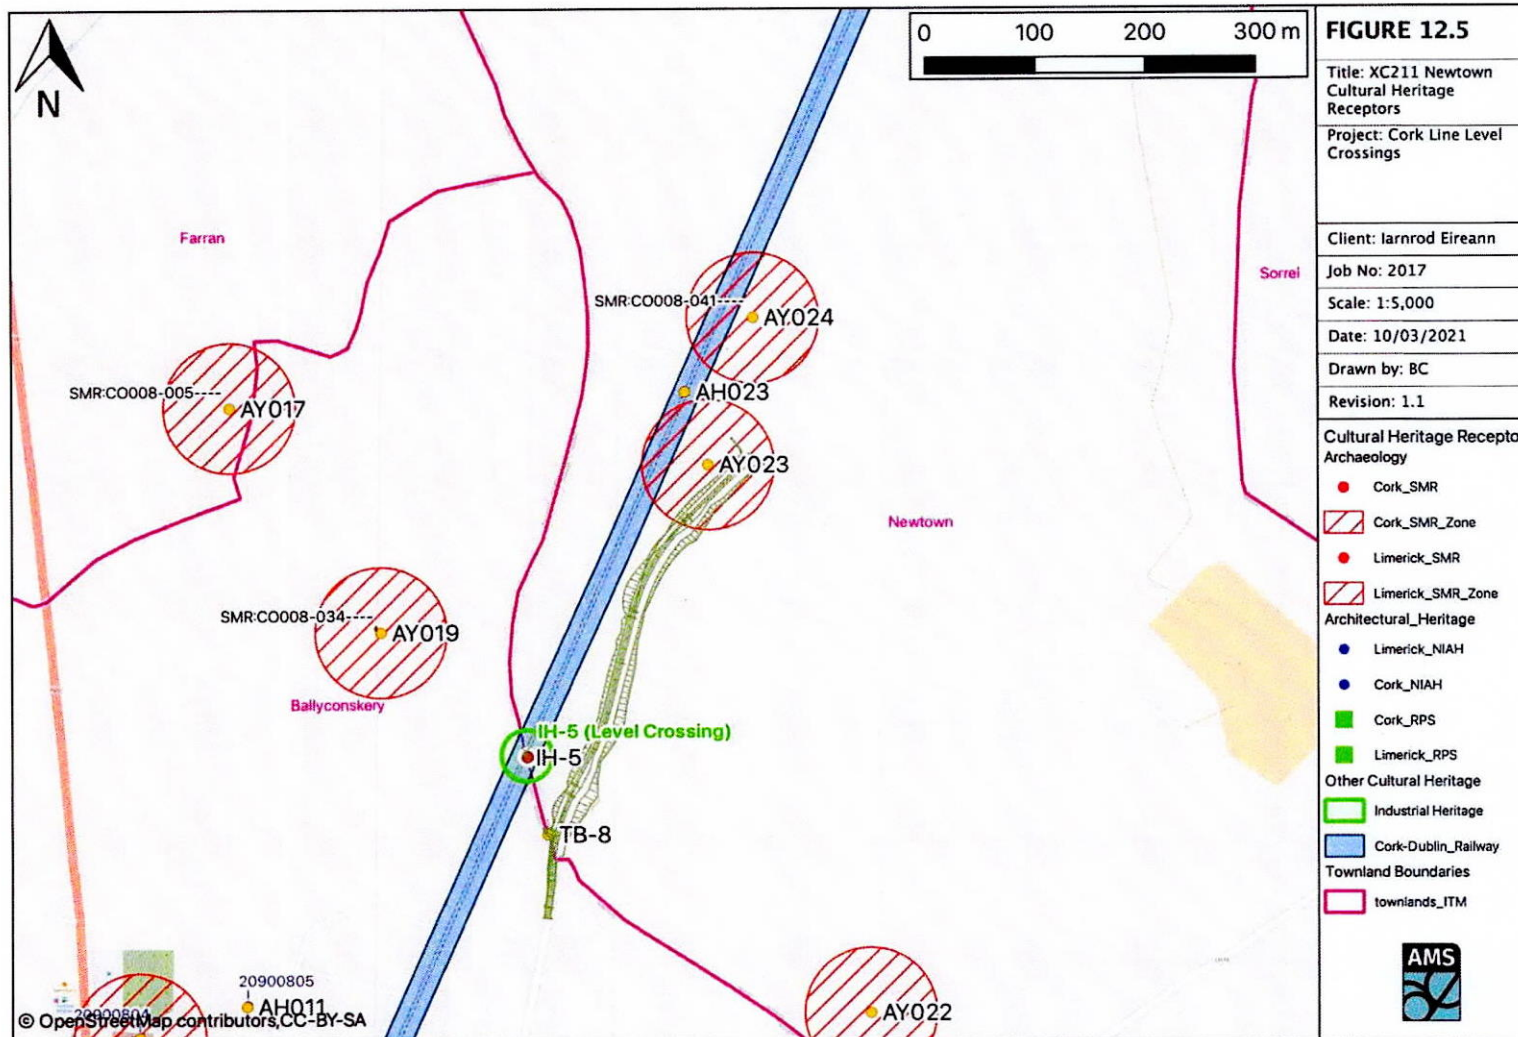 N
0 100 200 300 m
Farran
Sorrel
SMR:CO008-041----
AY024
SMR:CO008-005----
AY017
AH023
AY023
Newtown
SMR:CO008-034----
AY019
Ballyconskery
IH-5 (Level Crossing)
IH-5
TB-8
20900805
AH011
20900804
AY022
© OpenStreetMap contributors,CC-BY-SA
FIGURE 12.5
Title: XC211 Newtown
Cultural Heritage
Receptors
Project: Cork Line Level
Crossings
Client: Iarnrod Eireann
Job No: 2017
Scale: 1:5,000
Date: 10/03/2021
Drawn by: BC
Revision: 1.1
Cultural Heritage Recepto
Archaeology
Cork_SMR
Cork_SMR_Zone
Limerick_SMR
Limerick_SMR_Zone
Architectural_Heritage
Limerick_NIAH
Cork_NIAH
Cork_RPS
Limerick_RPS
Other Cultural Heritage
Industrial Heritage
Cork-Dublin_Railway
Townland Boundaries
townlands_ITM
AMS